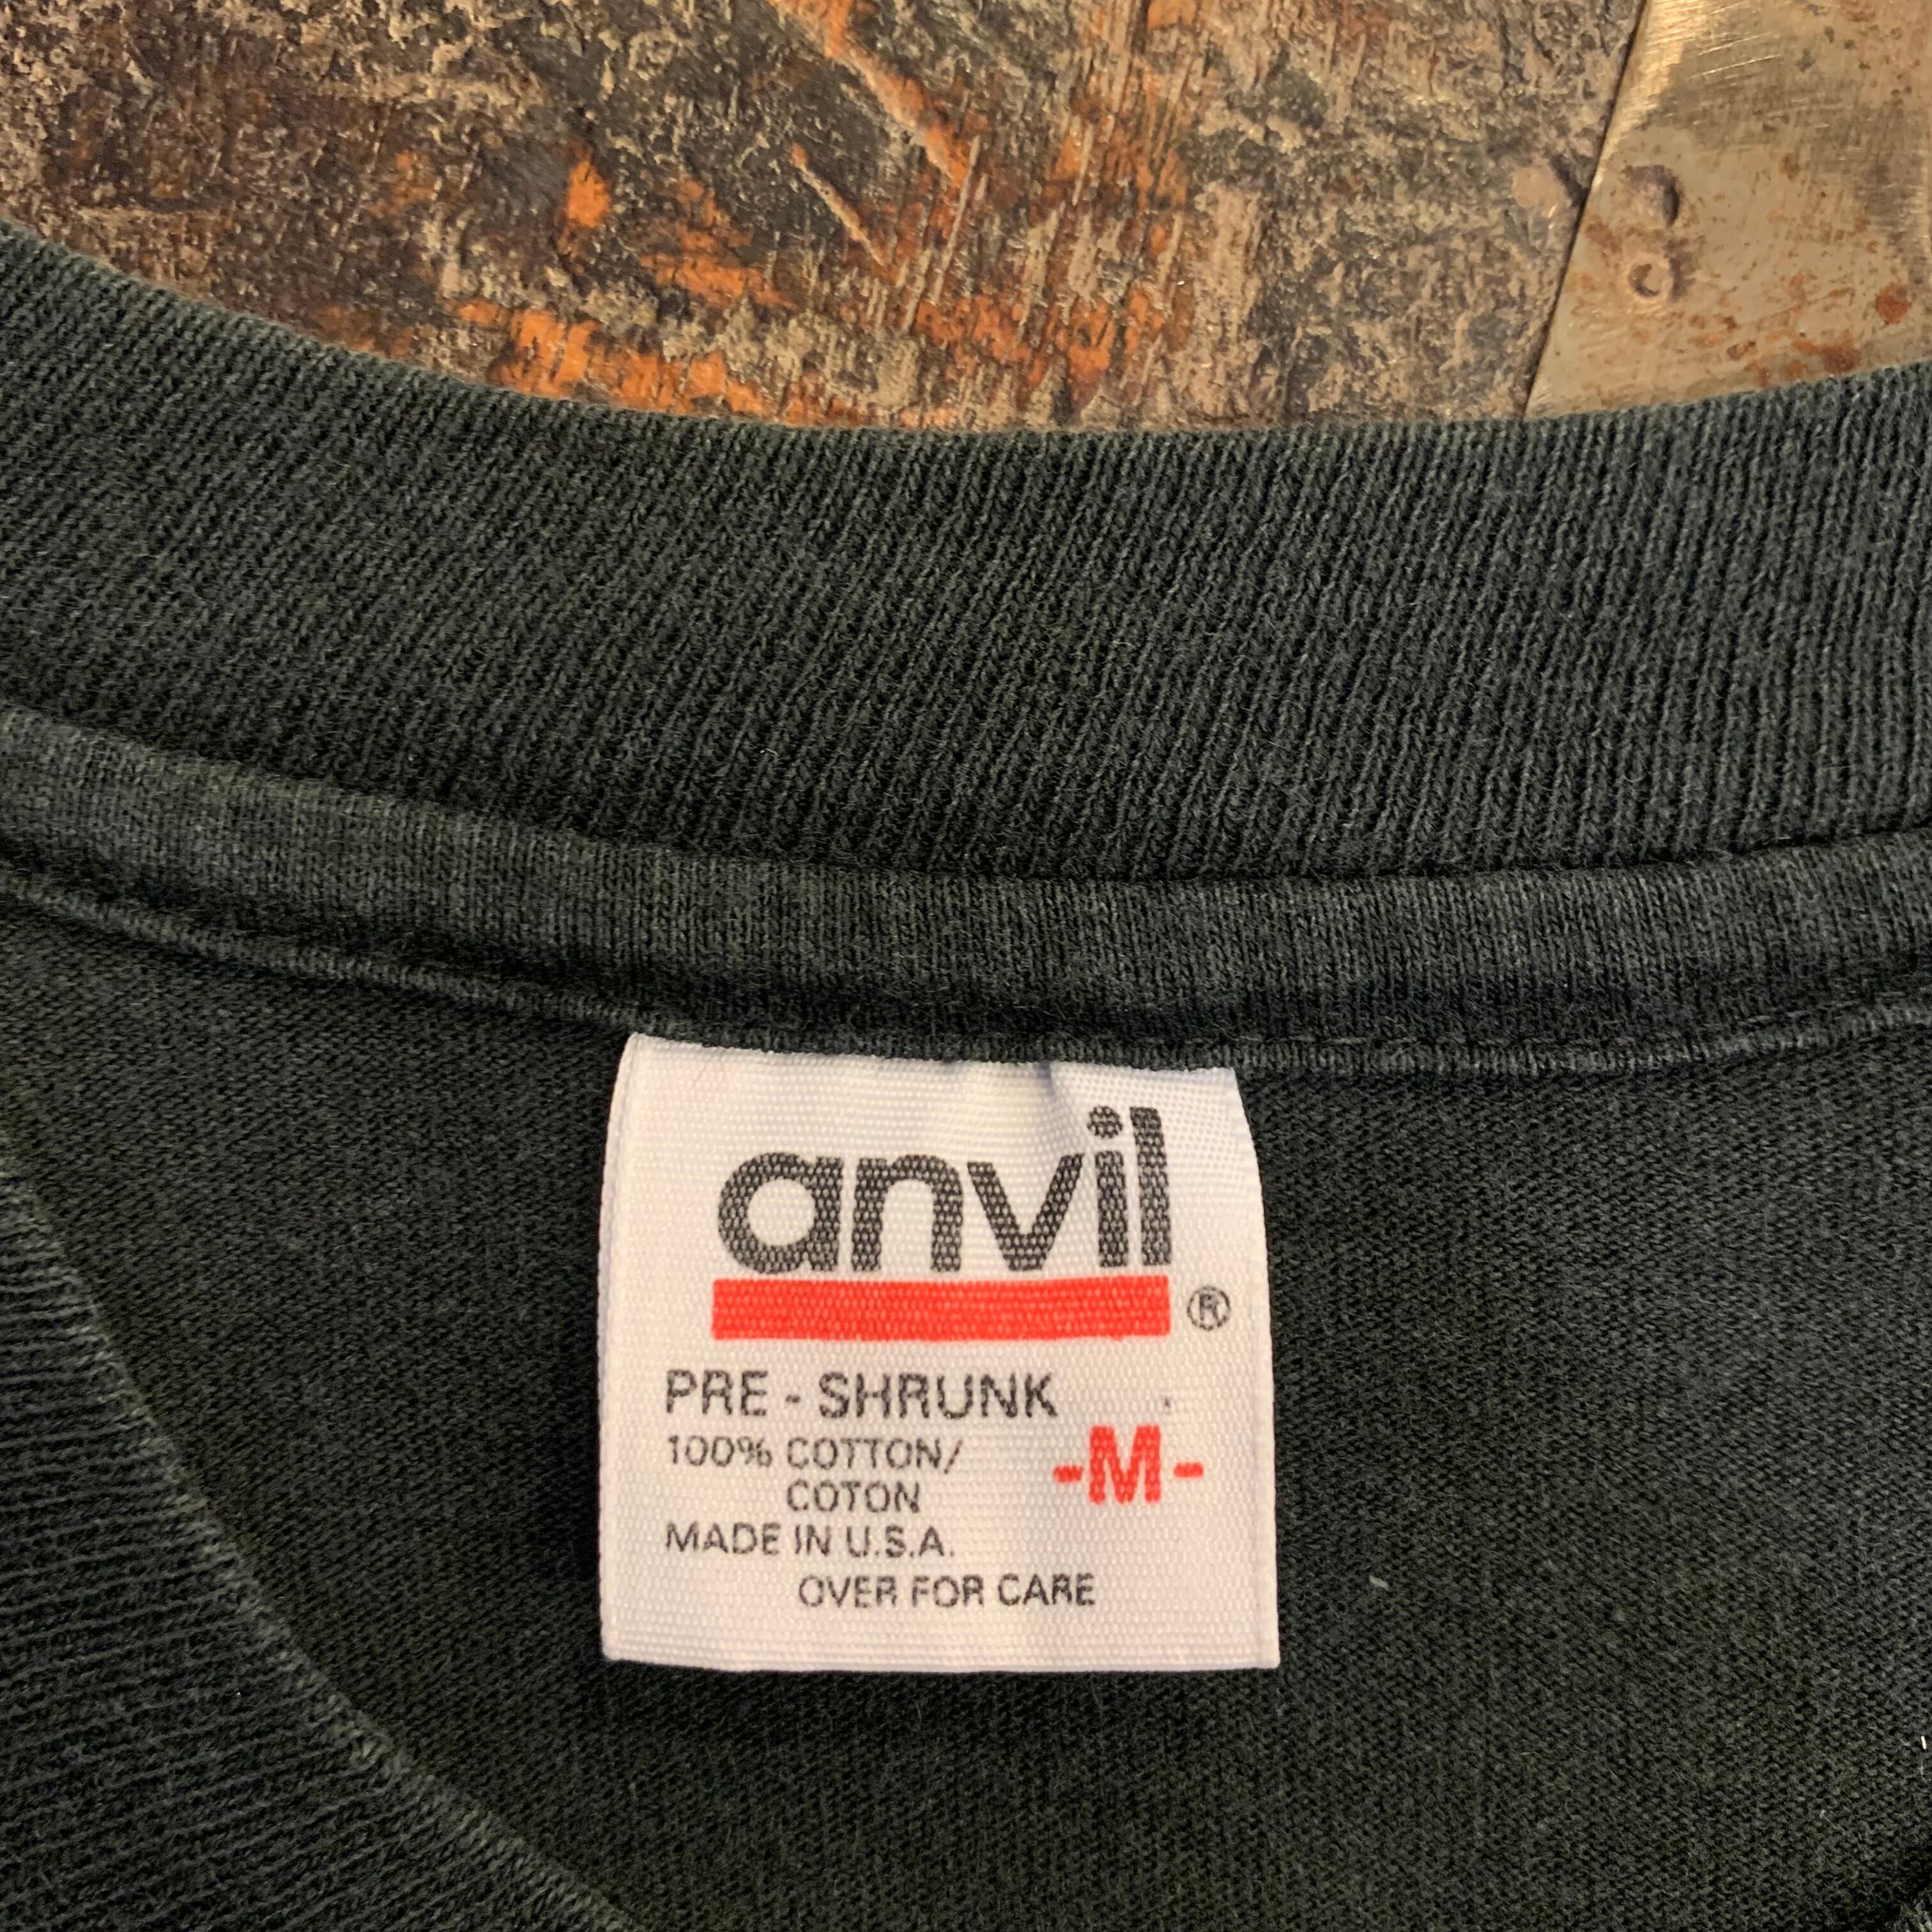 anvil
®
PRE - SHRUNK
100% COTTON/
COTON
-M-
MADE IN U.S.A.
OVER FOR CARE